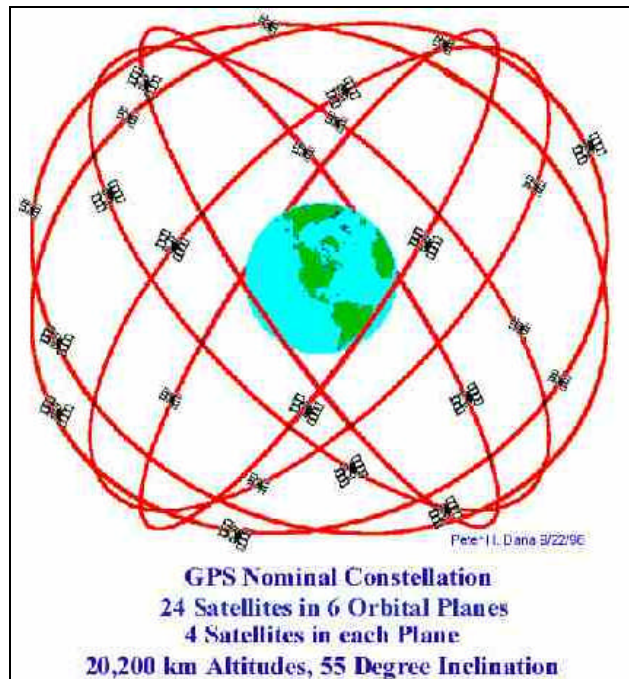 Peter H. Dana 9/22/98
GPS Nominal Constellation
24 Satellites in 6 Orbital Planes
4 Satellites in each Plane
20,200 km Altitudes, 55 Degree Inclination